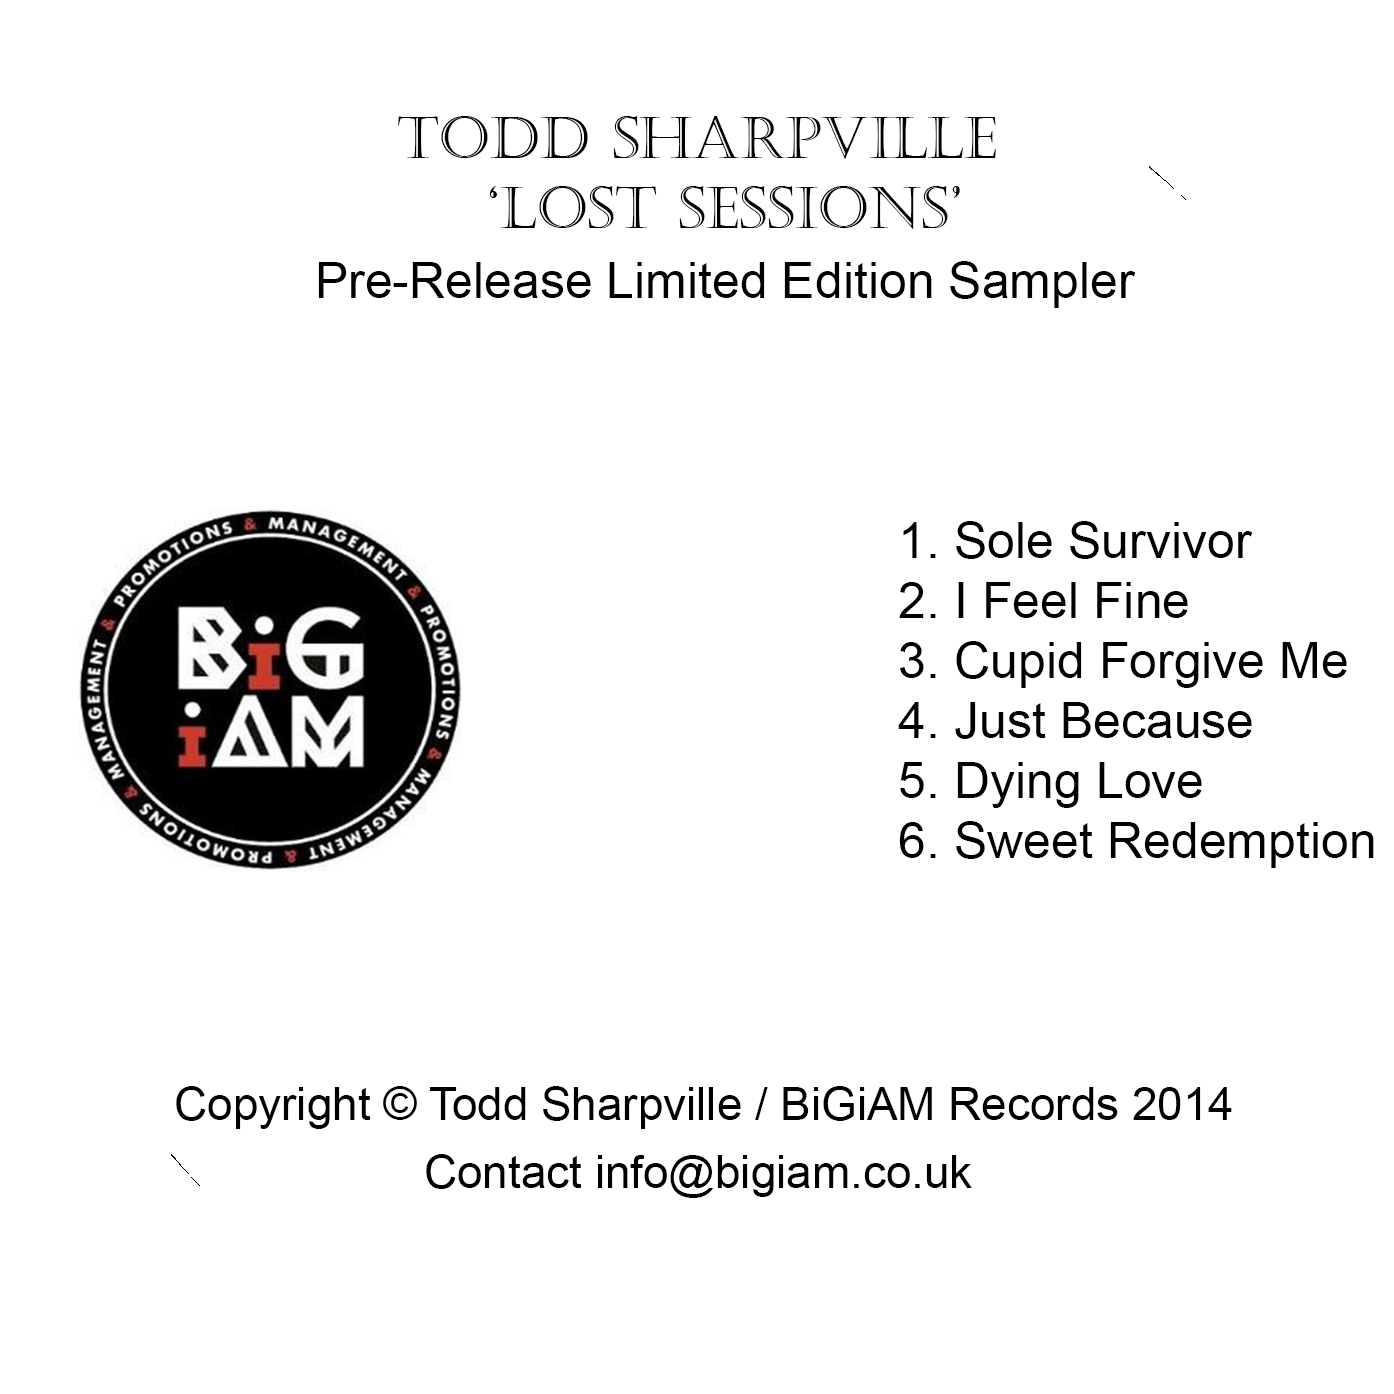 TODD SHARPVILLE
‘LOST SESSIONS’
Pre-Release Limited Edition Sampler
PROMOTIONS & MANAGEMENT & PROMOTIONS & MANAGEMENT & PROMOTIONS & MANAGEMENT &
BiG
iAM
1. Sole Survivor
2. I Feel Fine
3. Cupid Forgive Me
4. Just Because
5. Dying Love
6. Sweet Redemption
Copyright © Todd Sharpville / BiGiAM Records 2014
Contact info@bigiam.co.uk